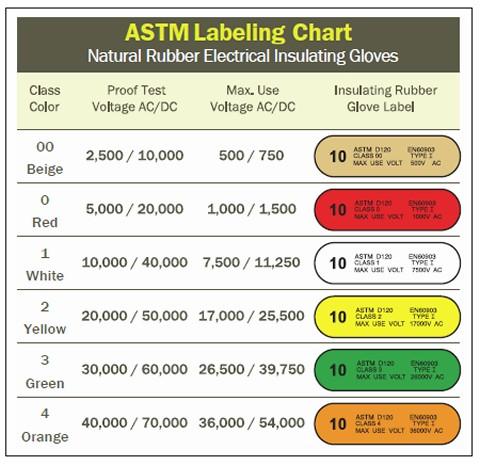 ASTM Labeling Chart
Natural Rubber Electrical Insulating Gloves
Class Color
Proof Test Voltage AC/DC
Max. Use Voltage AC/DC
Insulating Rubber Glove Label
00 Beige
2,500 / 10,000
500 / 750
10
ASTM D120 EN60903
CLASS 00 TYPE I
MAX USE VOLT 500V AC
0 Red
5,000 / 20,000
1,000 / 1,500
10
ASTM D120 EN60903
CLASS 0 TYPE I
MAX USE VOLT 1000V AC
1 White
10,000 / 40,000
7,500 / 11,250
10
ASTM D120 EN60903
CLASS 1 TYPE I
MAX USE VOLT 7500V AC
2 Yellow
20,000 / 50,000
17,000 / 25,500
10
ASTM D120 EN60903
CLASS 2 TYPE I
MAX USE VOLT 17000V AC
3 Green
30,000 / 60,000
26,500 / 39,750
10
ASTM D120 EN60903
CLASS 3 TYPE I
MAX USE VOLT AC
4 Orange
40,000 / 70,000
36,000 / 54,000
10
ASTM D120 EN60903
CLASS 4 TYPE I
MAX USE VOLT 36000V AC